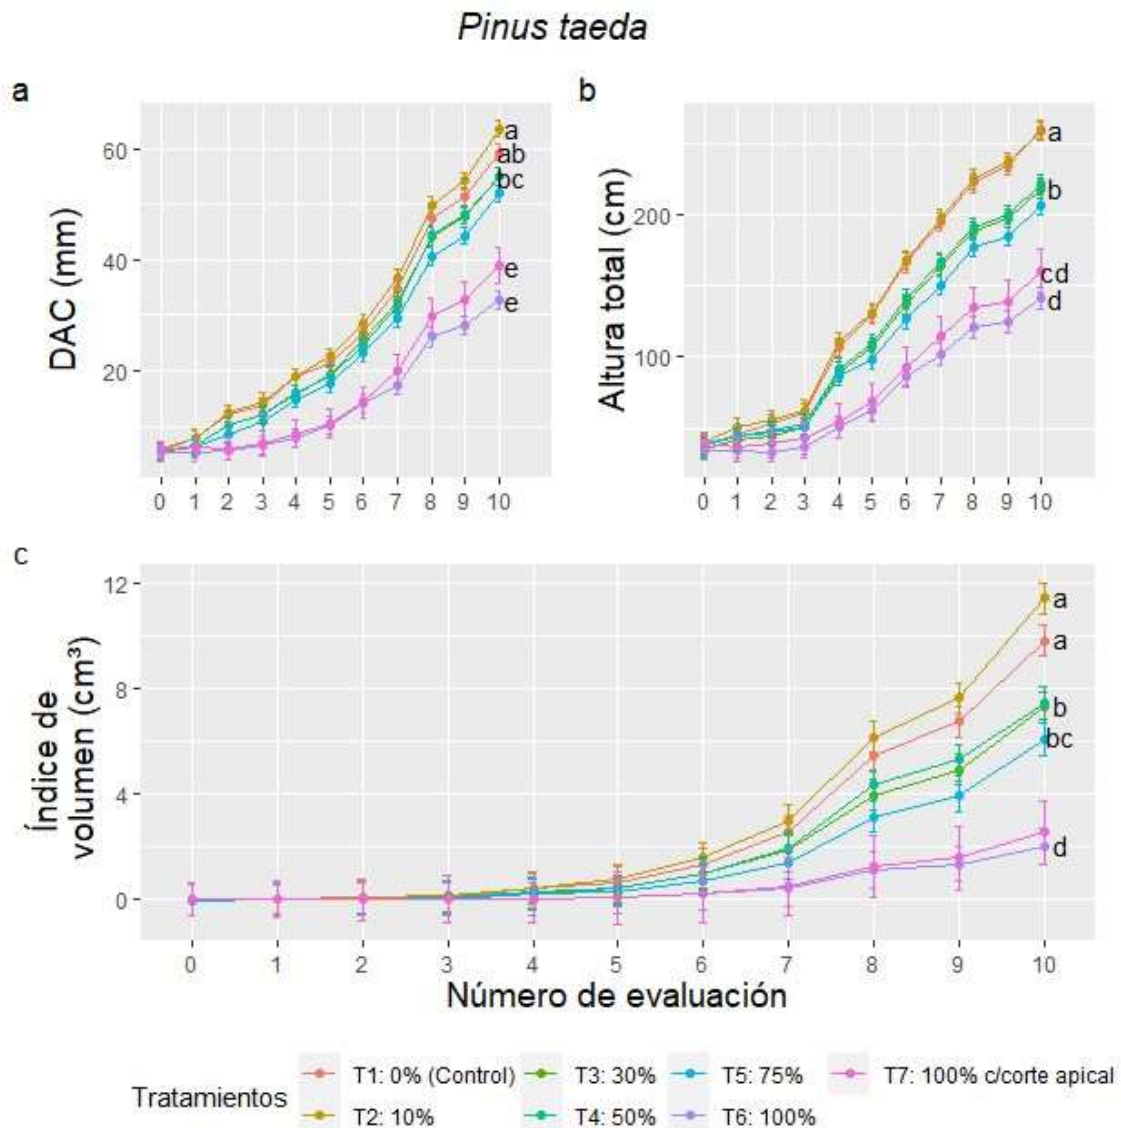 Pinus taeda
a
b
DAC (mm)
60
40
20
a
ab
bc
e
e
0 1 2 3 4 5 6 7 8 9 10
Altura total (cm)
200
100
a
b
cd
d
0 1 2 3 4 5 6 7 8 9 10
c
Índice de
volumen (cm³)
12
8
4
0
a
a
b
bc
d
0 1 2 3 4 5 6 7 8 9 10
Número de evaluación
Tratamientos
T1: 0% (Control) T3: 30% T5: 75% T7: 100% c/corte apical
T2: 10% T4: 50% T6: 100%